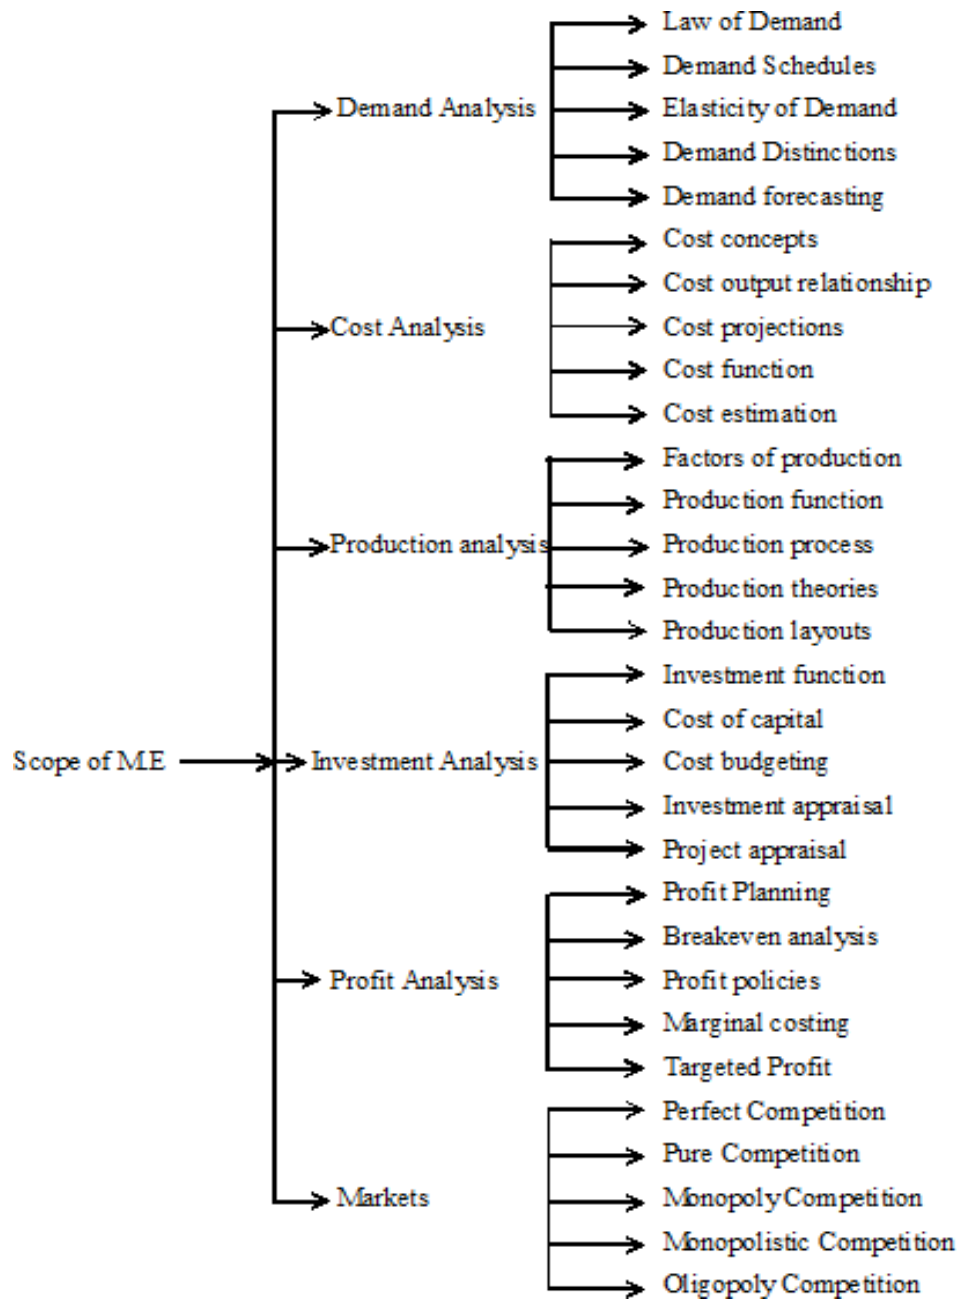 Scope of M.E
Demand Analysis
Law of Demand
Demand Schedules
Elasticity of Demand
Demand Distinctions
Demand forecasting
Cost Analysis
Cost concepts
Cost output relationship
Cost projections
Cost function
Cost estimation
Production analysis
Factors of production
Production function
Production process
Production theories
Production layouts
Investment Analysis
Investment function
Cost of capital
Cost budgeting
Investment appraisal
Project appraisal
Profit Analysis
Profit Planning
Breakeven analysis
Profit policies
Marginal costing
Targeted Profit
Markets
Perfect Competition
Pure Competition
Monopoly Competition
Monopolistic Competition
Oligopoly Competition